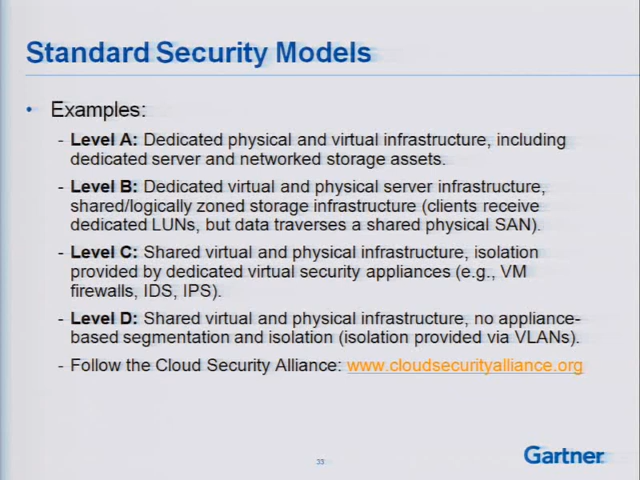 Standard Security Models
• Examples:
- Level A: Dedicated physical and virtual infrastructure, including
dedicated server and networked storage assets.
- Level B: Dedicated virtual and physical server infrastructure,
shared/logically zoned storage infrastructure (clients receive
dedicated LUNs, but data traverses a shared physical SAN).
- Level C: Shared virtual and physical infrastructure, isolation
provided by dedicated virtual security appliances (e.g., VM
firewalls, IDS, IPS).
- Level D: Shared virtual and physical infrastructure, no appliance-
based segmentation and isolation (isolation provided via VLANs).
- Follow the Cloud Security Alliance: www.cloudsecurityalliance.org
33
Gartner